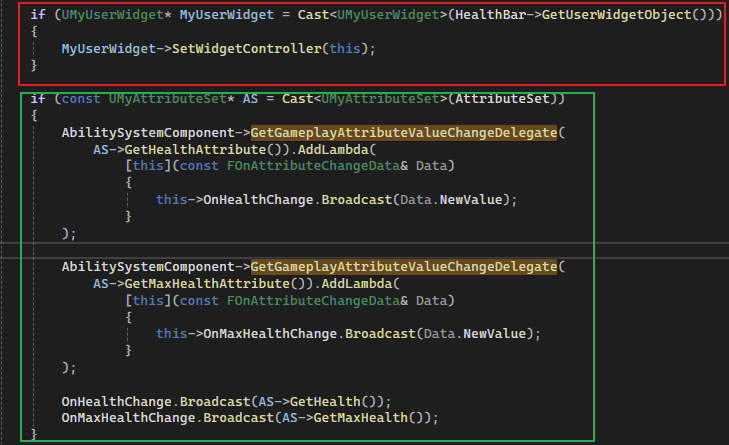 if (UMyUserWidget* MyUserWidget = Cast<UMyUserWidget>(HealthBar->GetUserWidgetObject()))
{
    MyUserWidget->SetWidgetController(this);
}
if (const UMyAttributeSet* AS = Cast<UMyAttributeSet>(AttributeSet))
{
    AbilitySystemComponent->GetGameplayAttributeValueChangeDelegate(
        AS->GetHealthAttribute()).AddLambda(
            [this](const FOnAttributeChangeData& Data)
            {
                this->OnHealthChange.Broadcast(Data.NewValue);
            }
    );
    AbilitySystemComponent->GetGameplayAttributeValueChangeDelegate(
        AS->GetMaxHealthAttribute()).AddLambda(
            [this](const FOnAttributeChangeData& Data)
            {
                this->OnMaxHealthChange.Broadcast(Data.NewValue);
            }
    );
    OnHealthChange.Broadcast(AS->GetHealth());
    OnMaxHealthChange.Broadcast(AS->GetMaxHealth());
}